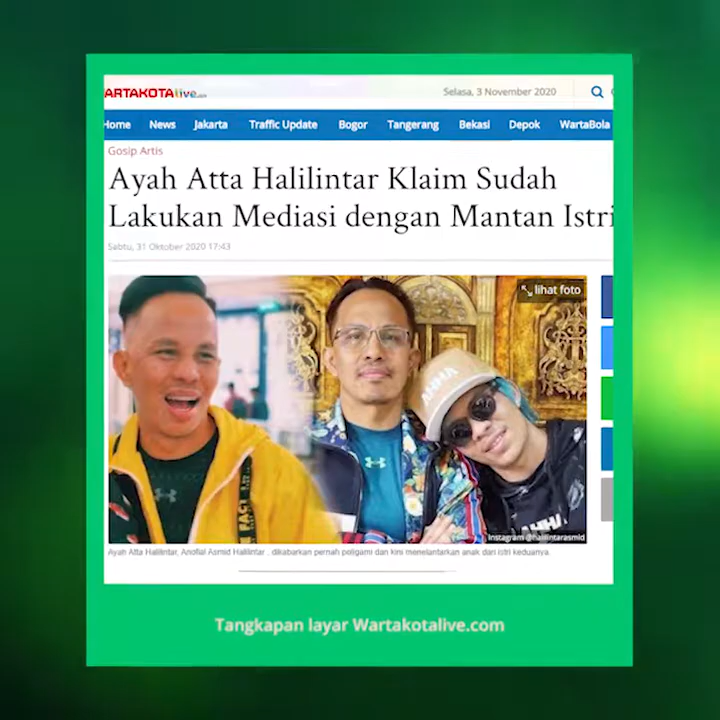 ARTAKOTAlive.com
Selasa, 3 November 2020
Home News Jakarta Traffic Update Bogor Tangerang Bekasi Depok WartaBola
Gosip Artis
Ayah Atta Halilintar Klaim Sudah
Lakukan Mediasi dengan Mantan Istri
Sabtu, 31 Oktober 2020 17:43
lihat foto
AHHA
AHHA
Instagram @halilintarasmid
Ayah Atta Halilintar, Anofial Asmid Halilintar , dikabarkan pernah poligami dan kini menelantarkan anak dari istri keduanya.
Tangkapan layar Wartakotalive.com